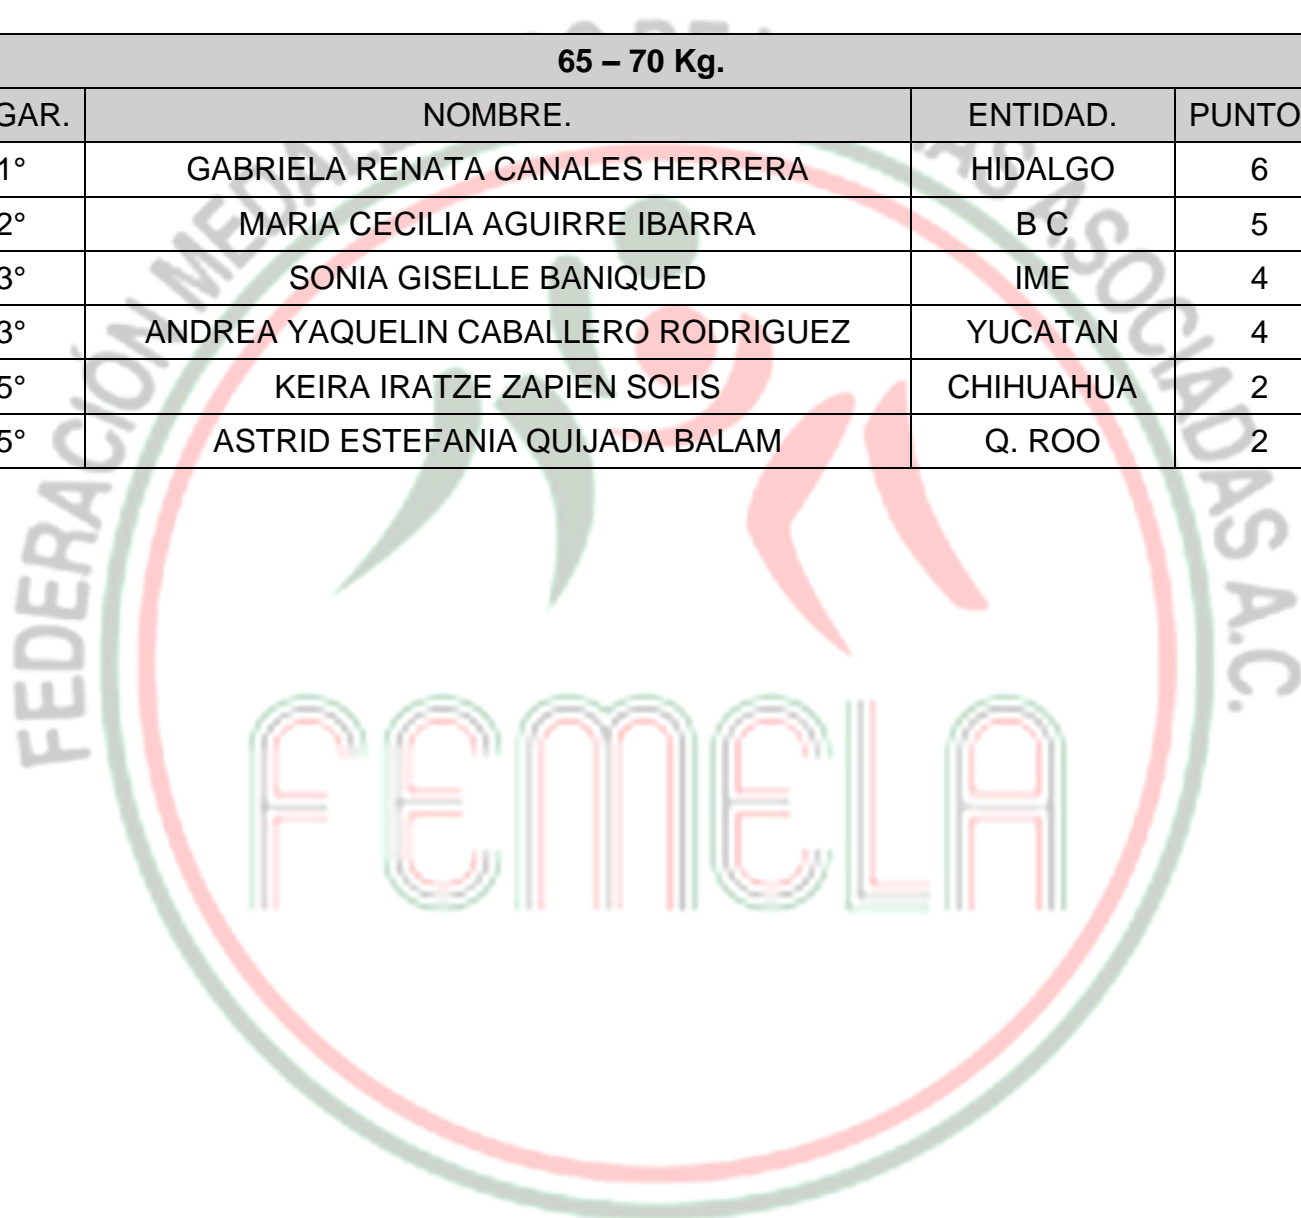 65 – 70 Kg.
GAR. NOMBRE. ENTIDAD. PUNTO
1° GABRIELA RENATA CANALES HERRERA HIDALGO 6
2° MARIA CECILIA AGUIRRE IBARRA B C 5
3° SONIA GISELLE BANIQUED IME 4
3° ANDREA YAQUELIN CABALLERO RODRIGUEZ YUCATAN 4
5° KEIRA IRATZE ZAPIEN SOLIS CHIHUAHUA 2
5° ASTRID ESTEFANIA QUIJADA BALAM Q. ROO 2
FEDERACIÓN ASOCIADAS A.C.
FEMELA